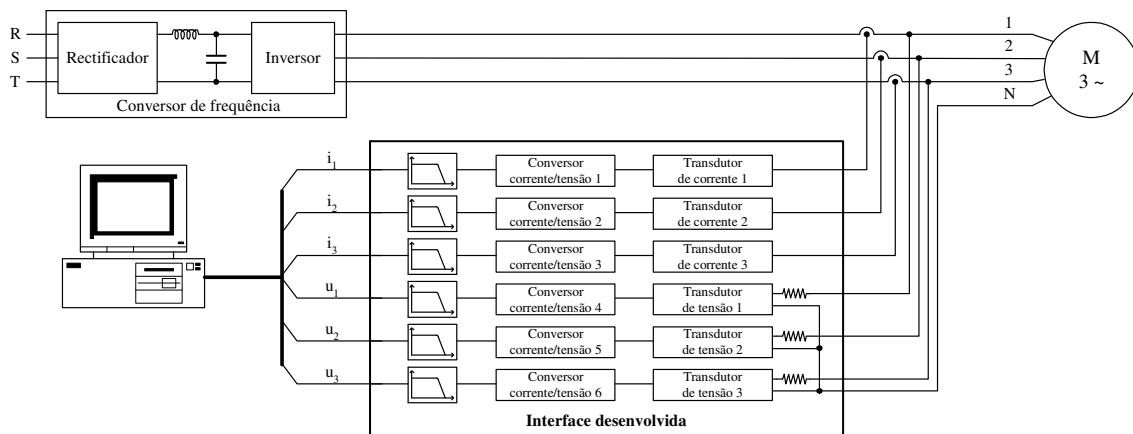 R
S
T
Rectificador
Inversor
Conversor de frequência
1
2
3
N
M
3 ~
i1
Conversor
corrente/tensão 1
Transdutor
de corrente 1
i2
Conversor
corrente/tensão 2
Transdutor
de corrente 2
i3
Conversor
corrente/tensão 3
Transdutor
de corrente 3
u1
Conversor
corrente/tensão 4
Transdutor
de tensão 1
u2
Conversor
corrente/tensão 5
Transdutor
de tensão 2
u3
Conversor
corrente/tensão 6
Transdutor
de tensão 3
Interface desenvolvida